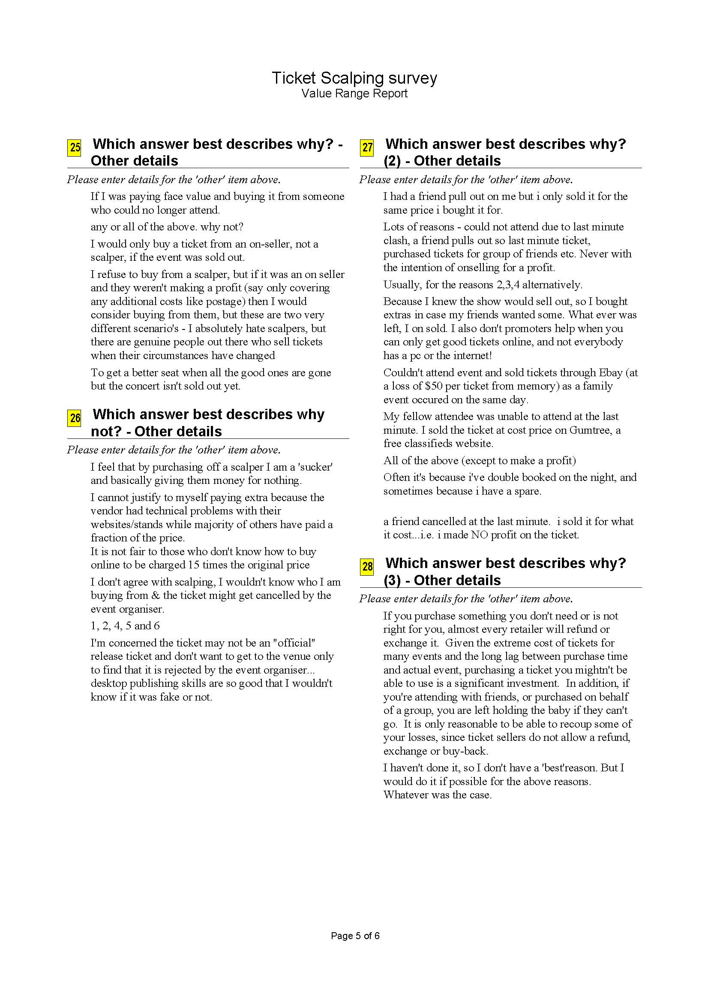 Ticket Scalping survey
Value Range Report
25 Which answer best describes why? -
Other details
Please enter details for the 'other' item above.
If I was paying face value and buying it from someone
who could no longer attend.
any or all of the above. why not?
I would only buy a ticket from an on-seller, not a
scalper, if the event was sold out.
I refuse to buy from a scalper, but if it was an on seller
and they weren't making a profit (say only covering
any additional costs like postage) then I would
consider buying from them, but these are two very
different scenario's - I absolutely hate scalpers, but
there are genuine people out there who sell tickets
when their circumstances have changed
To get a better seat when all the good ones are gone
but the concert isn't sold out yet.
26 Which answer best describes why
not? - Other details
Please enter details for the 'other' item above.
I feel that by purchasing off a scalper I am a 'sucker'
and basically giving them money for nothing.
I cannot justify to myself paying extra because the
vendor had technical problems with their
websites/stands while majority of others have paid a
fraction of the price.
It is not fair to those who don't know how to buy
online to be charged 15 times the original price
I don't agree with scalping, I wouldn't know who I am
buying from & the ticket might get cancelled by the
event organiser.
1, 2, 4, 5 and 6
I'm concerned the ticket may not be an "official"
release ticket and don't want to get to the venue only
to find that it is rejected by the event organiser...
desktop publishing skills are so good that I wouldn't
know if it was fake or not.
27 Which answer best describes why?
(2) - Other details
Please enter details for the 'other' item above.
I had a friend pull out on me but i only sold it for the
same price i bought it for.
Lots of reasons - could not attend due to last minute
clash, a friend pulls out so last minute ticket,
purchased tickets for group of friends etc. Never with
the intention of onselling for a profit.
Usually, for the reasons 2,3,4 alternatively.
Because I knew the show would sell out, so I bought
extras in case my friends wanted some. What ever was
left, I on sold. I also don't promoters help when you
can only get good tickets online, and not everybody
has a pc or the internet!
Couldn't attend event and sold tickets through Ebay (at
a loss of $50 per ticket from memory) as a family
event occured on the same day.
My fellow attendee was unable to attend at the last
minute. I sold the ticket at cost price on Gumtree, a
free classifieds website.
All of the above (except to make a profit)
Often it's because i've double booked on the night, and
sometimes because i have a spare.
a friend cancelled at the last minute.  i sold it for what
it cost...i.e. i made NO profit on the ticket.
28 Which answer best describes why?
(3) - Other details
Please enter details for the 'other' item above.
If you purchase something you don't need or is not
right for you, almost every retailer will refund or
exchange it.  Given the extreme cost of tickets for
many events and the long lag between purchase time
and actual event, purchasing a ticket you mightn't be
able to use is a significant investment.  In addition, if
you're attending with friends, or purchased on behalf
of a group, you are left holding the baby if they can't
go.  It is only reasonable to be able to recoup some of
your losses, since ticket sellers do not allow a refund,
exchange or buy-back.
I haven't done it, so I don't have a 'best'reason. But I
would do it if possible for the above reasons.
Whatever was the case.
Page 5 of 6